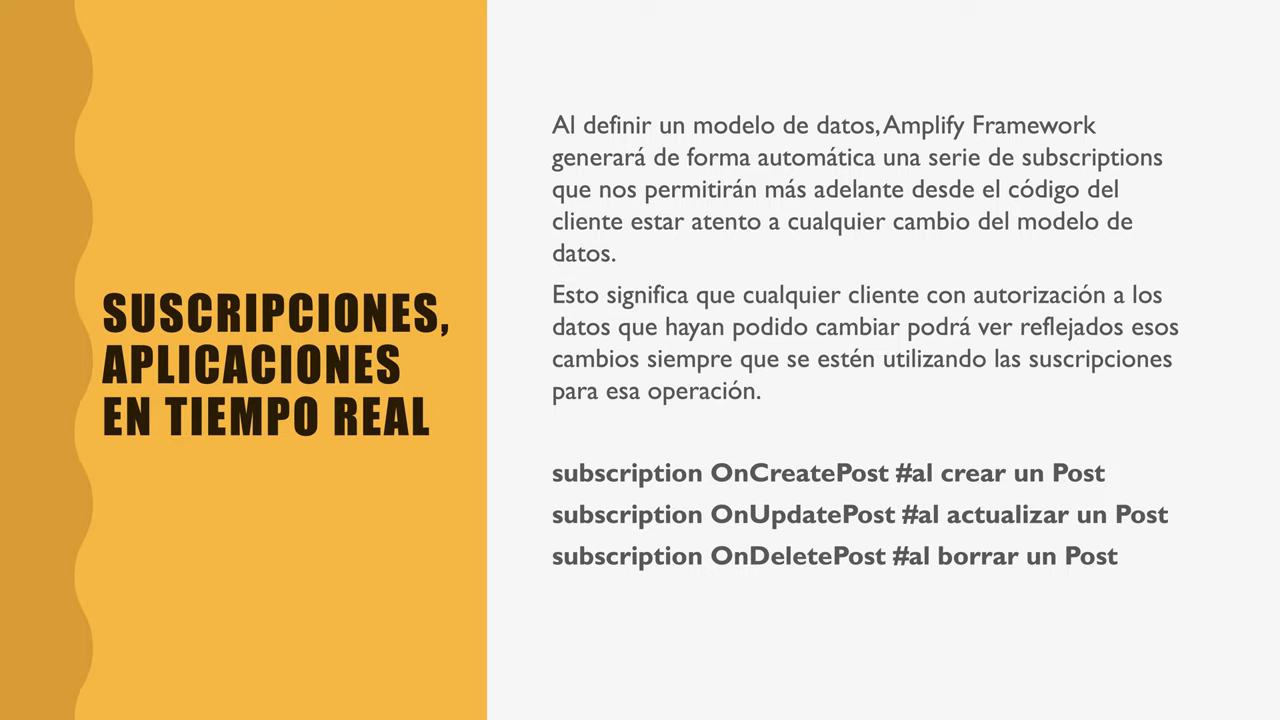 SUSCRIPCIONES,
APLICACIONES
EN TIEMPO REAL
Al definir un modelo de datos, Amplify Framework
generará de forma automática una serie de subscriptions
que nos permitirán más adelante desde el código del
cliente estar atento a cualquier cambio del modelo de
datos.
Esto significa que cualquier cliente con autorización a los
datos que hayan podido cambiar podrá ver reflejados esos
cambios siempre que se estén utilizando las suscripciones
para esa operación.
subscription OnCreatePost #al crear un Post
subscription OnUpdatePost #al actualizar un Post
subscription OnDeletePost #al borrar un Post